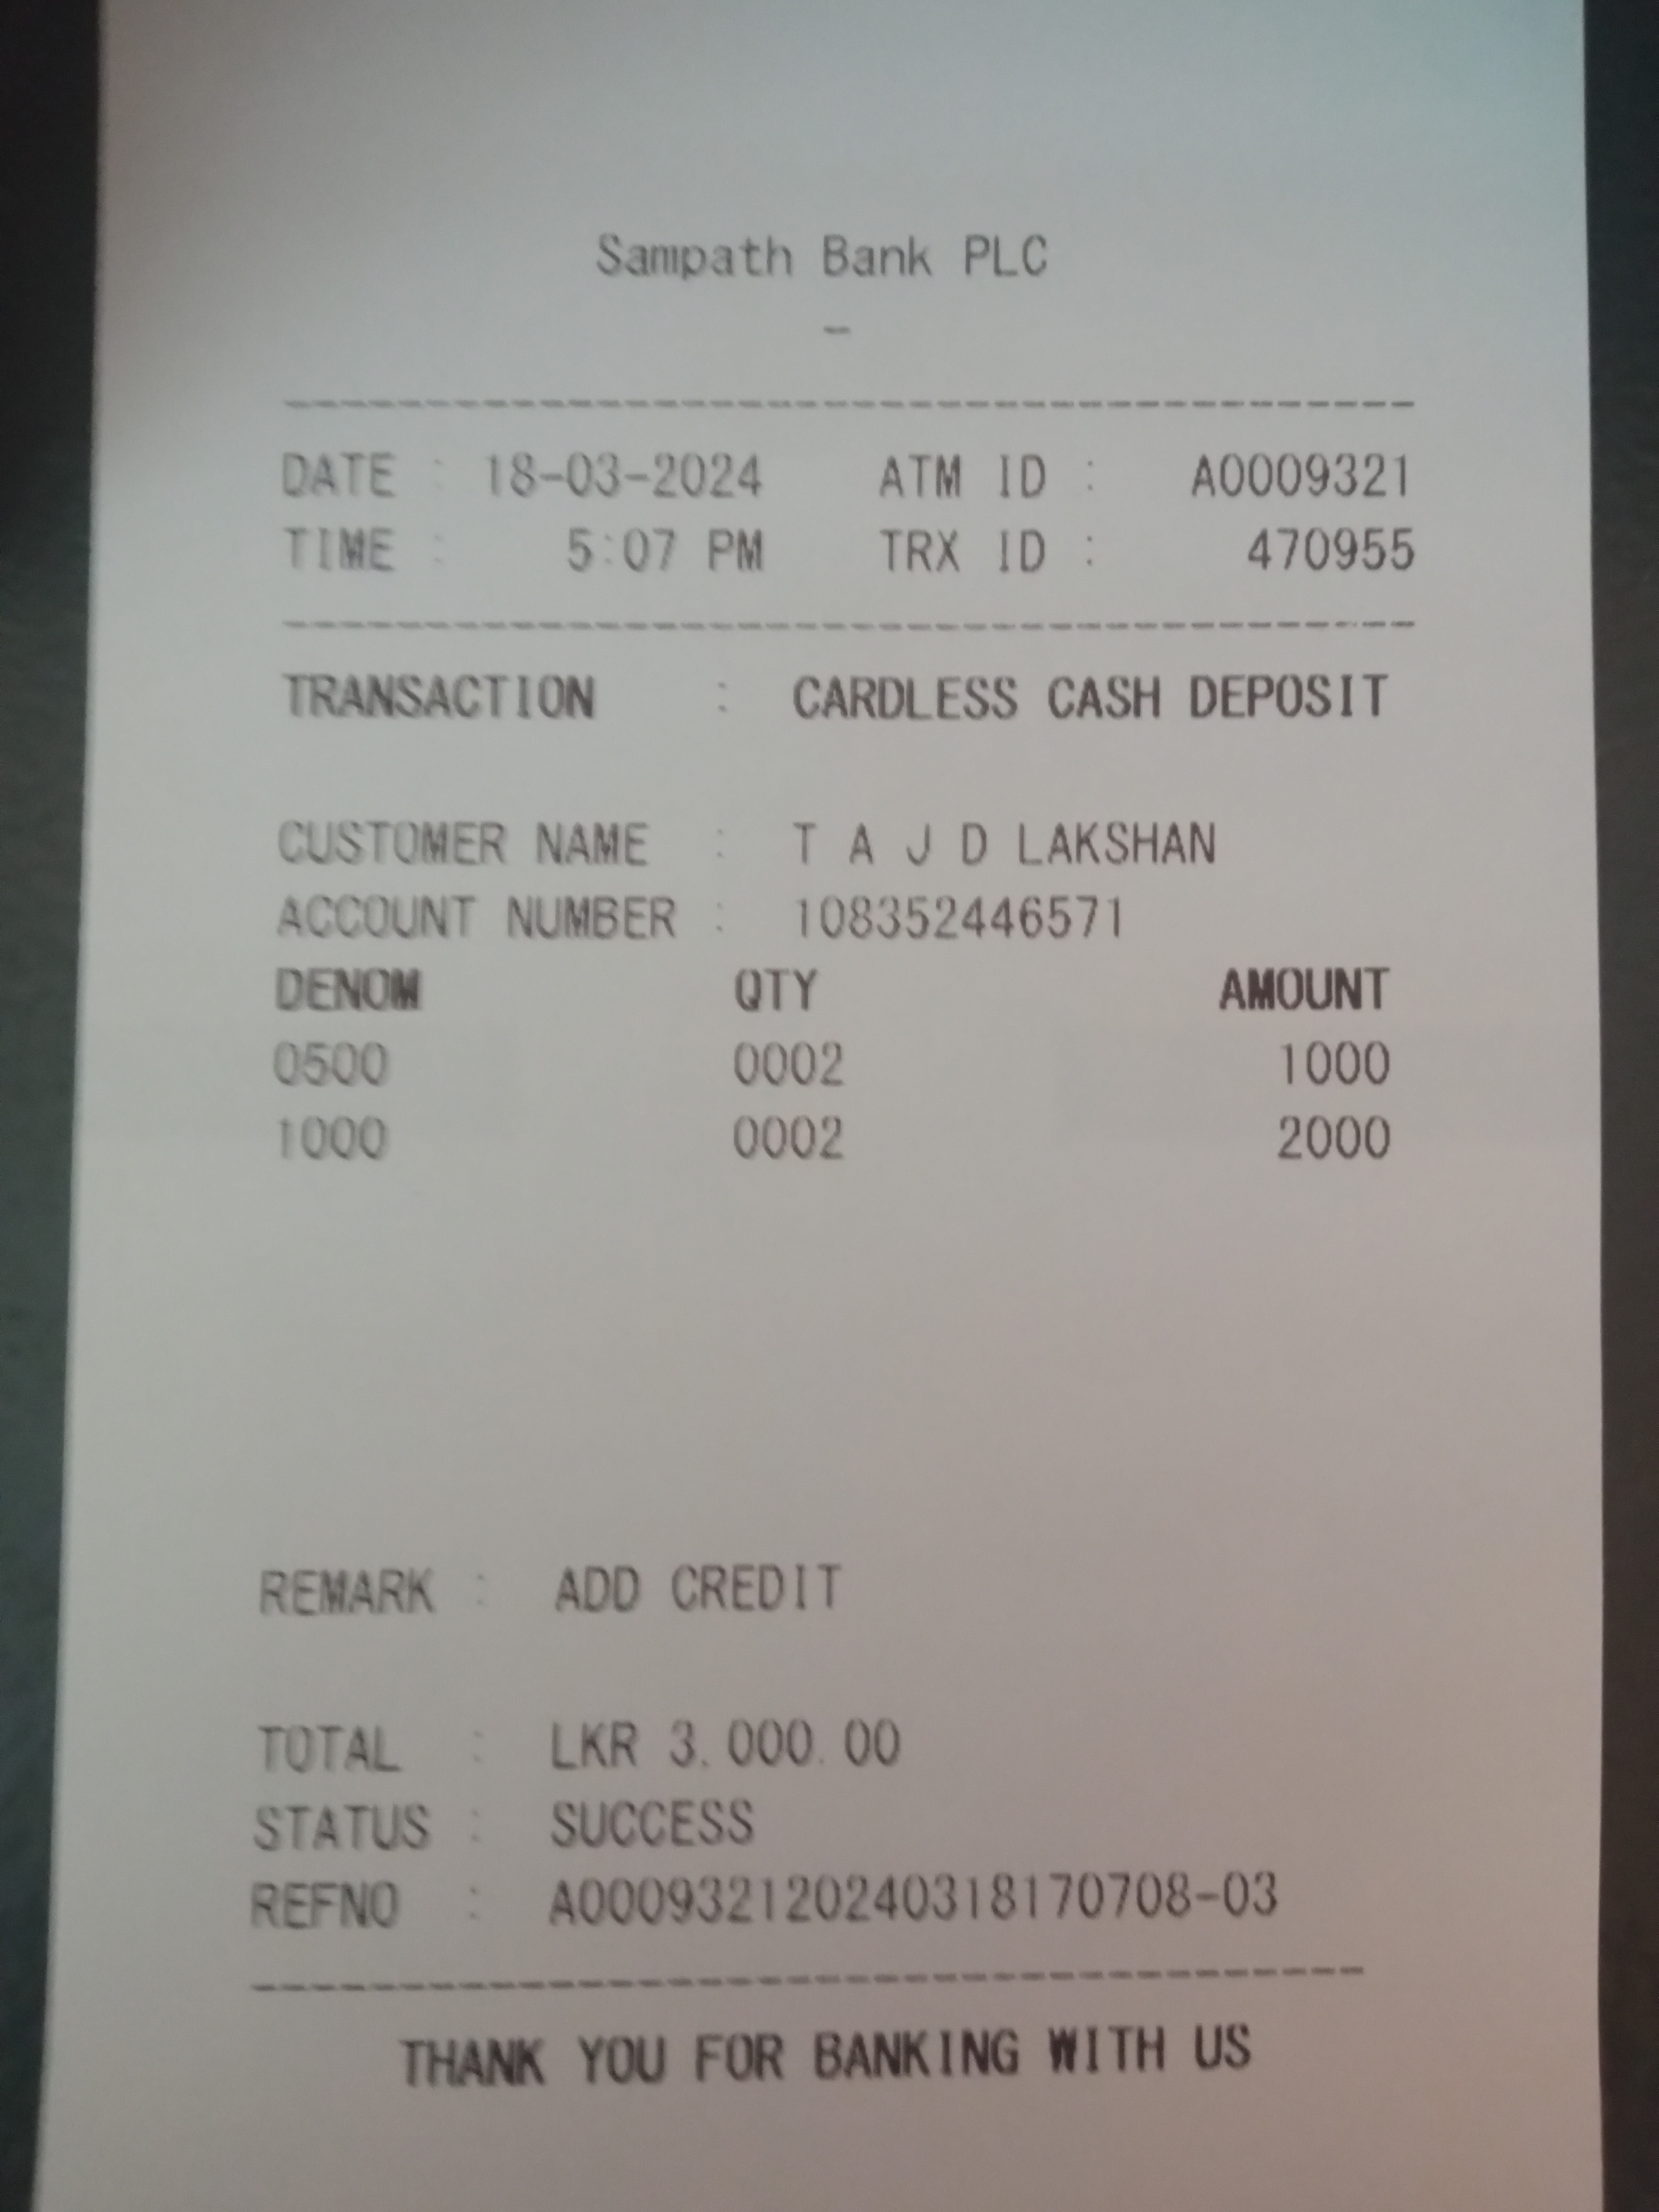 Sampath Bank PLC
-
----------------------------------------
DATE : 18-03-2024 ATM ID : A0009321
TIME : 5:07 PM TRX ID : 470955
----------------------------------------
TRANSACTION : CARDLESS CASH DEPOSIT
CUSTOMER NAME : T A J D LAKSHAN
ACCOUNT NUMBER : 108352446571
DENOM QTY AMOUNT
0500 0002 1000
1000 0002 2000
REMARK : ADD CREDIT
TOTAL : LKR 3,000.00
STATUS : SUCCESS
REFNO : A000932120240318170708-03
----------------------------------------
THANK YOU FOR BANKING WITH US